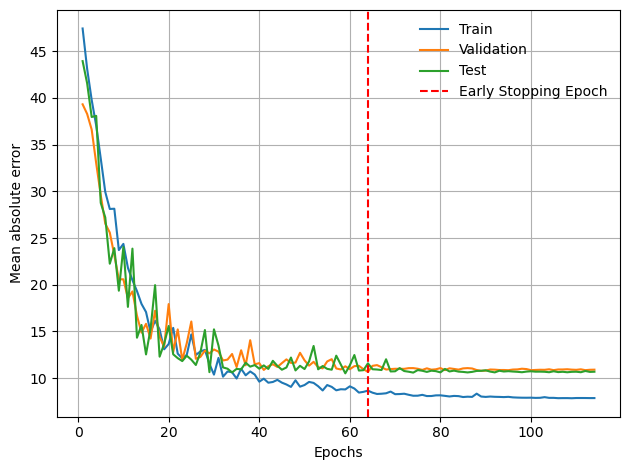 Mean absolute error
45
40
35
30
25
20
15
10
Train
Validation
Test
Early Stopping Epoch
0 20 40 60 80 100
Epochs